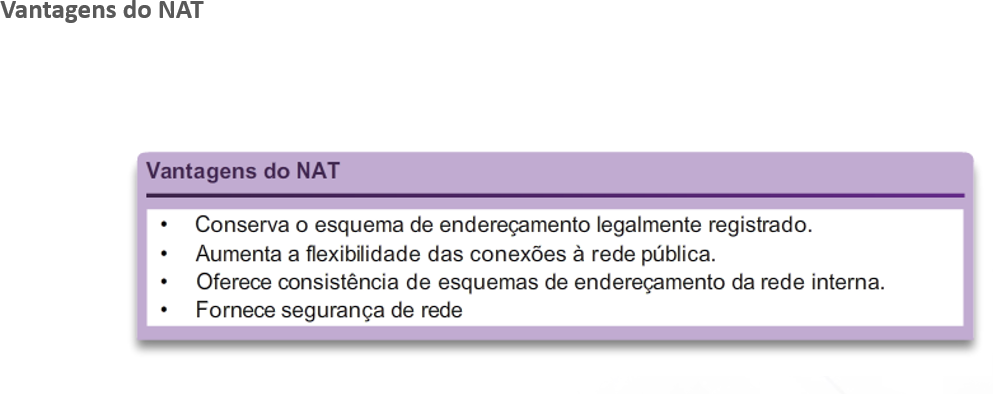 Vantagens do NAT
Vantagens do NAT
• Conserva o esquema de endereçamento legalmente registrado.
• Aumenta a flexibilidade das conexões à rede pública.
• Oferece consistência de esquemas de endereçamento da rede interna.
• Fornece segurança de rede